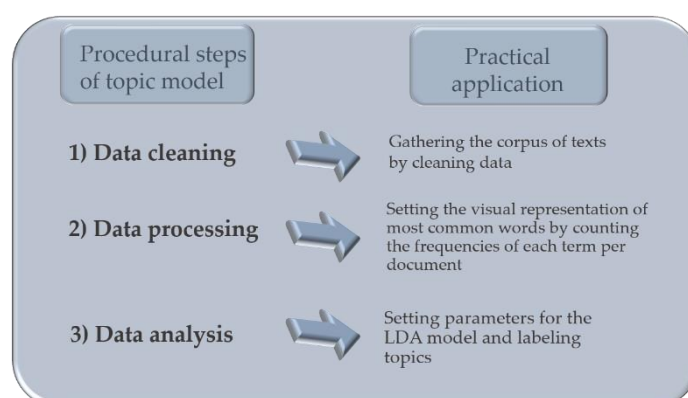 Procedural steps
of topic model
Practical
application
1) Data cleaning
Gathering the corpus of texts
by cleaning data
2) Data processing
Setting the visual representation of
most common words by counting
the frequencies of each term per
document
3) Data analysis
Setting parameters for the
LDA model and labeling
topics